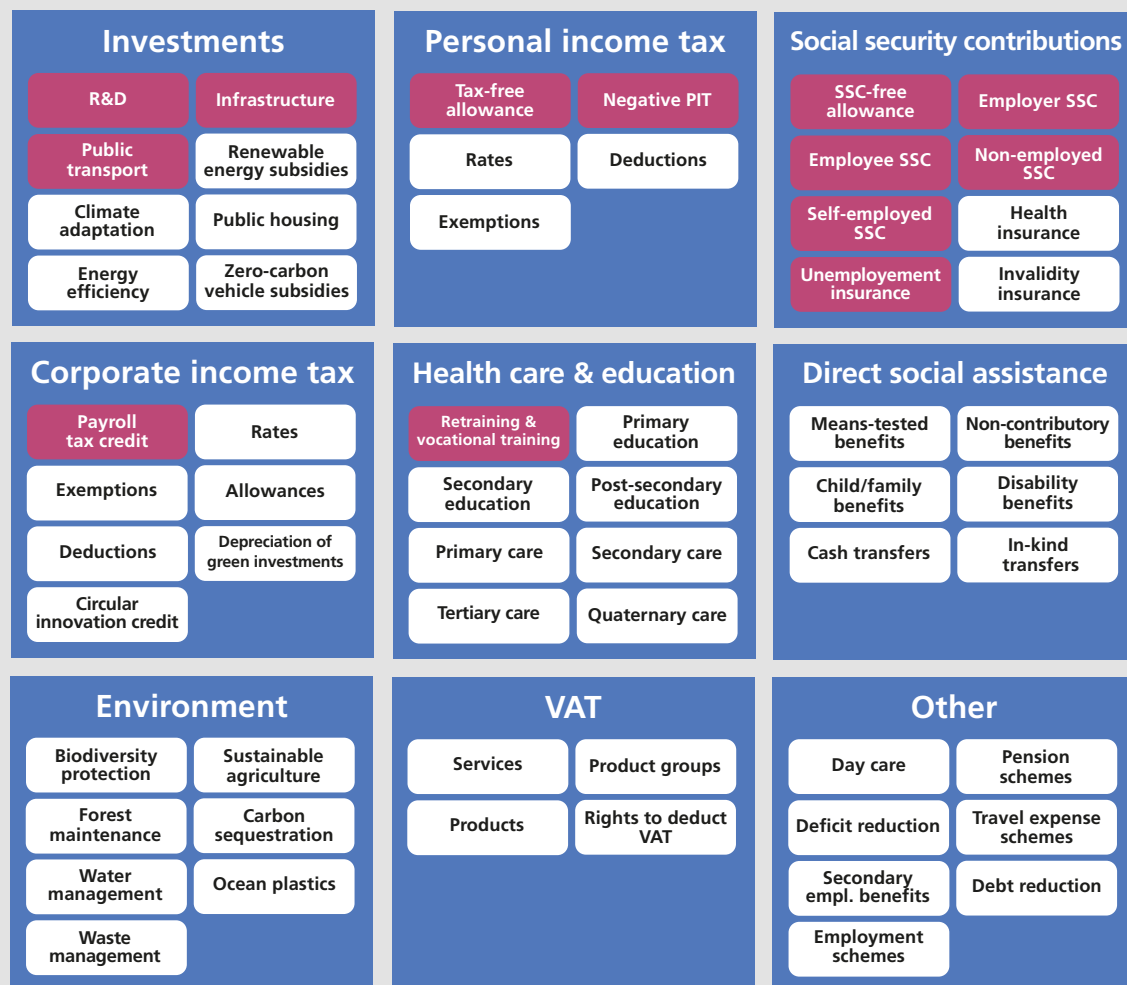 Investments
R&D
Infrastructure
Public
transport
Renewable
energy subsidies
Climate
adaptation
Public housing
Energy
efficiency
Zero-carbon
vehicle subsidies
Personal income tax
Tax-free
allowance
Negative PIT
Rates
Deductions
Exemptions
Social security contributions
SSC-free
allowance
Employer SSC
Employee SSC
Non-employed
SSC
Self-employed
SSC
Health
insurance
Unemployement
insurance
Invalidity
insurance
Corporate income tax
Payroll
tax credit
Rates
Exemptions
Allowances
Deductions
Depreciation of
green investments
Circular
innovation credit
Health care & education
Retraining &
vocational training
Primary
education
Secondary
education
Post-secondary
education
Primary care
Secondary care
Tertiary care
Quaternary care
Direct social assistance
Means-tested
benefits
Non-contributory
benefits
Child/family
benefits
Disability
benefits
Cash transfers
In-kind
transfers
Environment
Biodiversity
protection
Sustainable
agriculture
Forest
maintenance
Carbon
sequestration
Water
management
Ocean plastics
Waste
management
VAT
Services
Product groups
Products
Rights to deduct
VAT
Other
Day care
Pension
schemes
Deficit reduction
Travel expense
schemes
Secondary
empl. benefits
Debt reduction
Employment
schemes